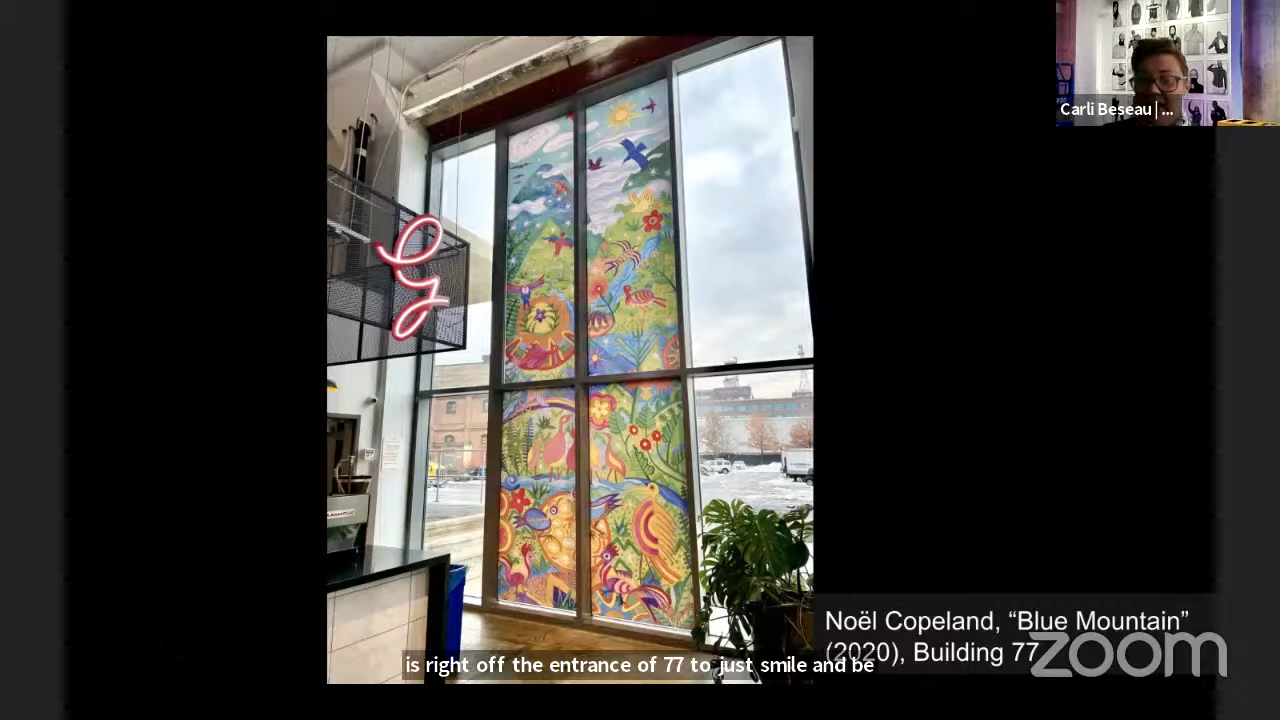 Carli Beseau | ...
Noël Copeland, “Blue Mountain”
(2020), Building 77
zoom
is right off the entrance of 77 to just smile and be